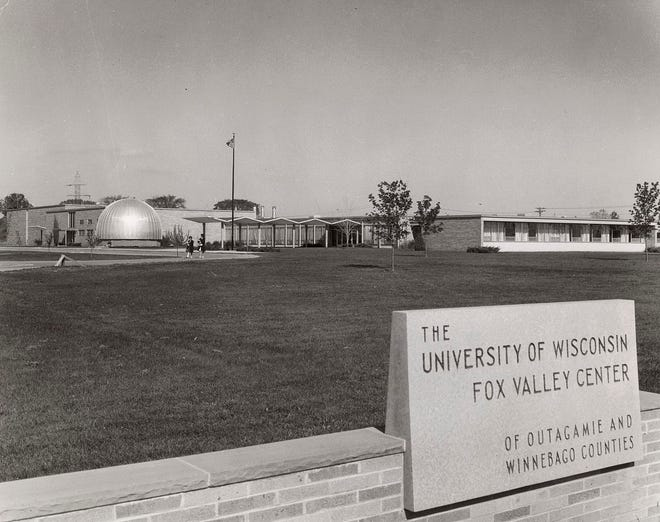 THE
UNIVERSITY OF WISCONSIN
FOX VALLEY CENTER
OF OUTAGAMIE AND
WINNEBAGO COUNTIES